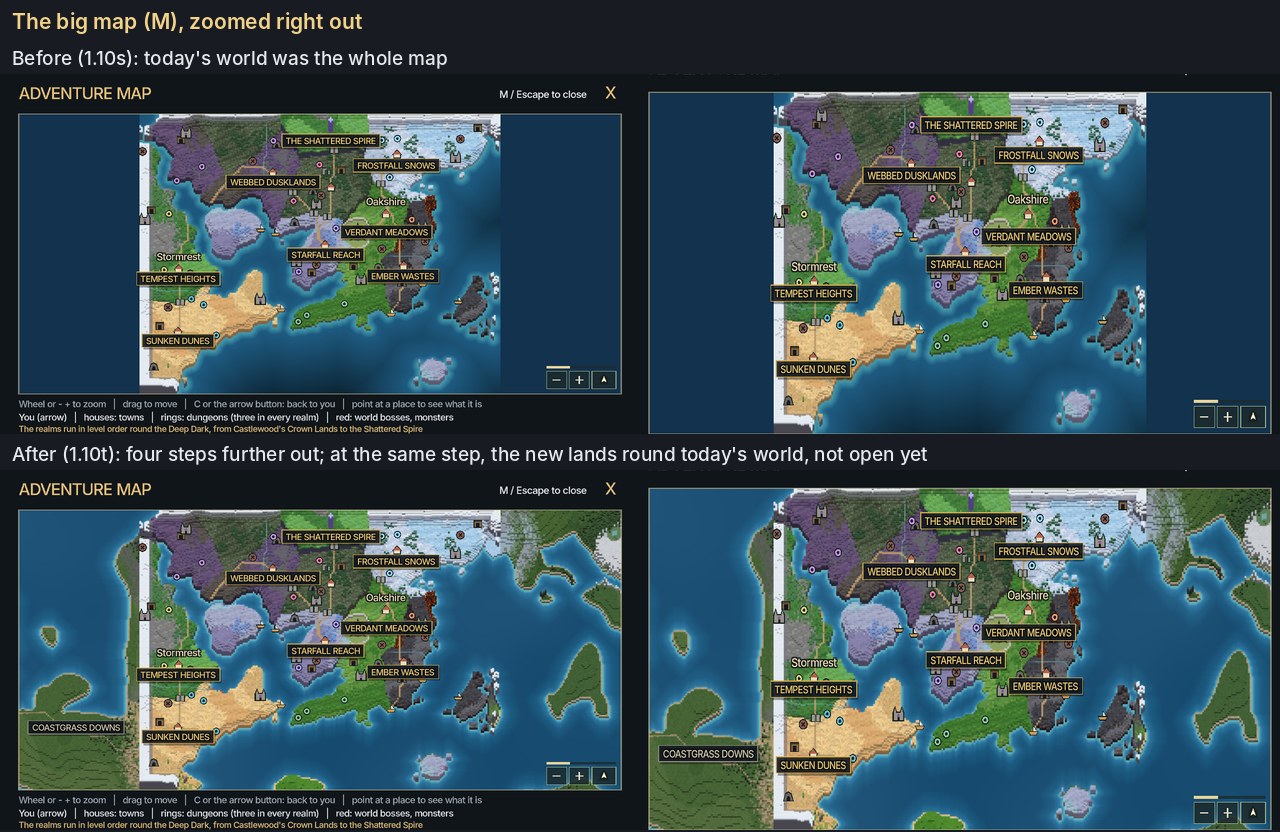 The big map (M), zoomed right out
Before (1.10s): today's world was the whole map
ADVENTURE MAP
M / Escape to close
X
THE SHATTERED SPIRE
FROSTFALL SNOWS
WEBBED DUSKLANDS
Oakshire
VERDANT MEADOWS
STARFALL REACH
Stormrest
TEMPEST HEIGHTS
EMBER WASTES
SUNKEN DUNES
Wheel or - + to zoom | drag to move | C or the arrow button: back to you | point at a place to see what it is
You (arrow) | houses: towns | rings: dungeons (three in every realm) | red: world bosses, monsters
The realms run in level order round the Deep Dark, from Castlewood's Crown Lands to the Shattered Spire
THE SHATTERED SPIRE
FROSTFALL SNOWS
WEBBED DUSKLANDS
Oakshire
VERDANT MEADOWS
STARFALL REACH
Stormrest
TEMPEST HEIGHTS
EMBER WASTES
SUNKEN DUNES
After (1.10t): four steps further out; at the same step, the new lands round today's world, not open yet
ADVENTURE MAP
M / Escape to close
X
THE SHATTERED SPIRE
FROSTFALL SNOWS
WEBBED DUSKLANDS
Oakshire
VERDANT MEADOWS
STARFALL REACH
Stormrest
TEMPEST HEIGHTS
EMBER WASTES
COASTGRASS DOWNS
SUNKEN DUNES
Wheel or - + to zoom | drag to move | C or the arrow button: back to you | point at a place to see what it is
You (arrow) | houses: towns | rings: dungeons (three in every realm) | red: world bosses, monsters
The realms run in level order round the Deep Dark, from Castlewood's Crown Lands to the Shattered Spire
THE SHATTERED SPIRE
FROSTFALL SNOWS
WEBBED DUSKLANDS
Oakshire
VERDANT MEADOWS
STARFALL REACH
Stormrest
TEMPEST HEIGHTS
EMBER WASTES
COASTGRASS DOWNS
SUNKEN DUNES